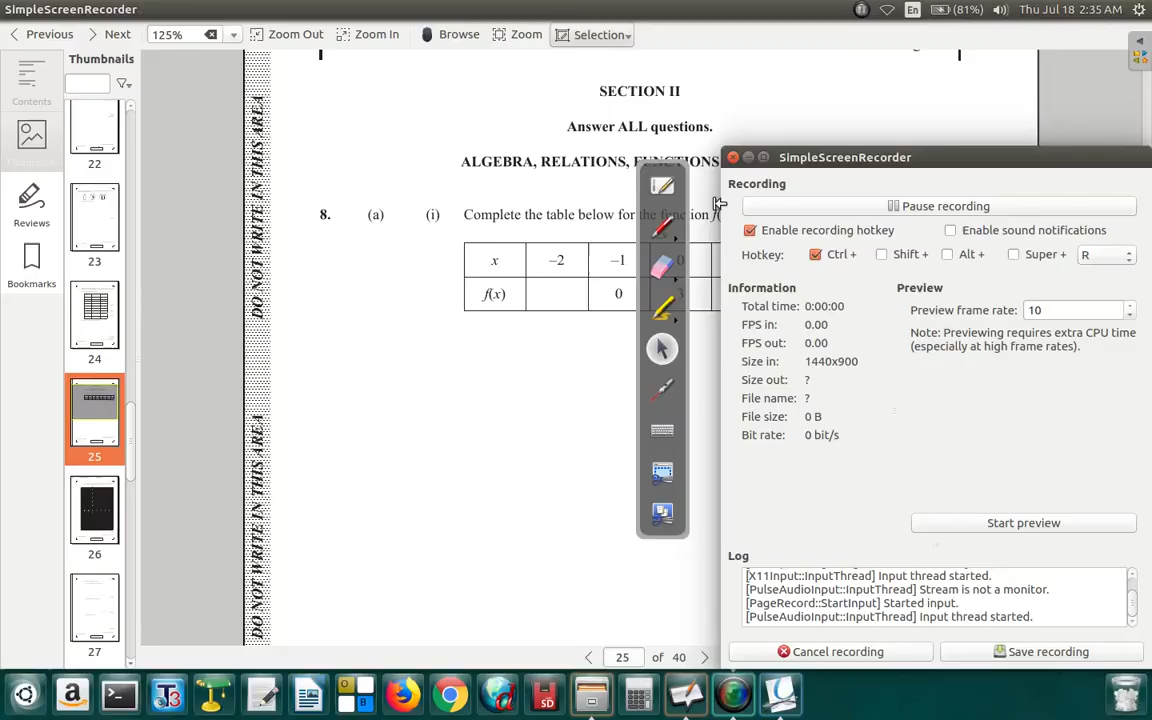 SimpleScreenRecorder
En (81%) Thu Jul 18 2:35 AM
Previous Next 125% Zoom Out Zoom In Browse Zoom Selection
Thumbnails
Contents
22
23
Reviews
24
Bookmarks
25
26
27
DO NOT WRITE IN THIS AREA
DO NOT WRITE IN THIS AREA
SECTION II
Answer ALL questions.
ALGEBRA, RELATIONS, FUNCTIONS
8. (a) (i) Complete the table below for the function f(
x –2 –1 0
f(x) 0 3
25 of 40
SimpleScreenRecorder
Recording
Pause recording
Enable recording hotkey Enable sound notifications
Hotkey: Ctrl + Shift + Alt + Super + R
Information
Total time: 0:00:00
FPS in: 0.00
FPS out: 0.00
Size in: 1440x900
Size out: ?
File name: ?
File size: 0 B
Bit rate: 0 bit/s
Preview
Preview frame rate: 10
Note: Previewing requires extra CPU time
(especially at high frame rates).
Start preview
Log
[X11Input::InputThread] Input thread started.
[PulseAudioInput::InputThread] Stream is not a monitor.
[PageRecord::StartInput] Started input.
[PulseAudioInput::InputThread] Input thread started.
Cancel recording Save recording
SD